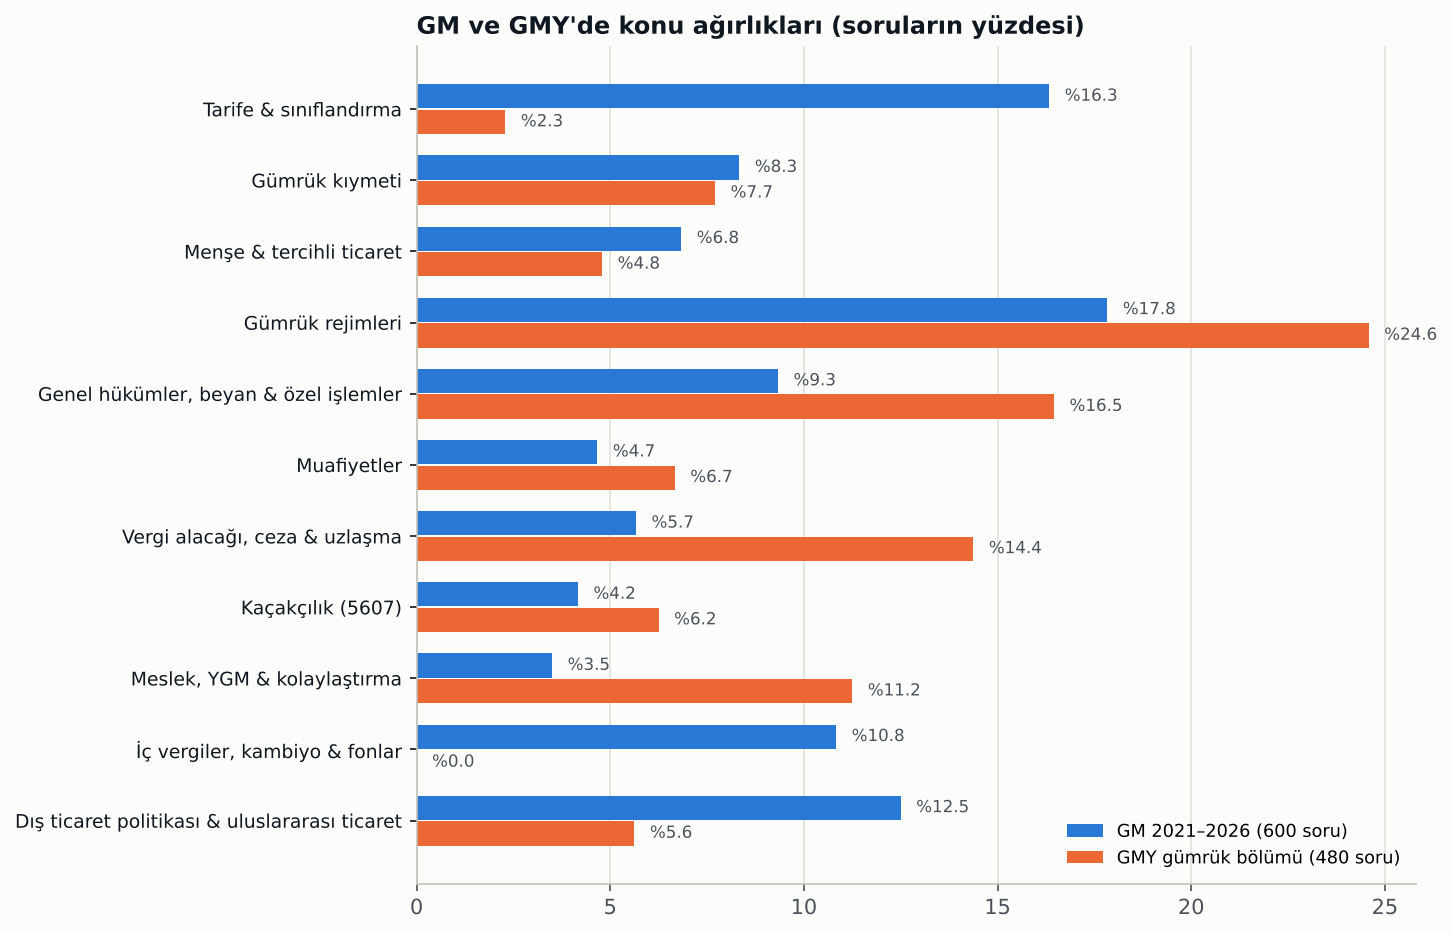 GM ve GMY'de konu ağırlıkları (soruların yüzdesi)
Tarife & sınıflandırma
%16.3
%2.3
Gümrük kıymeti
%8.3
%7.7
Menşe & tercihli ticaret
%6.8
%4.8
Gümrük rejimleri
%17.8
%24.6
Genel hükümler, beyan & özel işlemler
%9.3
%16.5
Muafiyetler
%4.7
%6.7
Vergi alacağı, ceza & uzlaşma
%5.7
%14.4
Kaçakçılık (5607)
%4.2
%6.2
Meslek, YGM & kolaylaştırma
%3.5
%11.2
İç vergiler, kambiyo & fonlar
%10.8
%0.0
Dış ticaret politikası & uluslararası ticaret
%12.5
%5.6
GM 2021–2026 (600 soru)
GMY gümrük bölümü (480 soru)
0 5 10 15 20 25